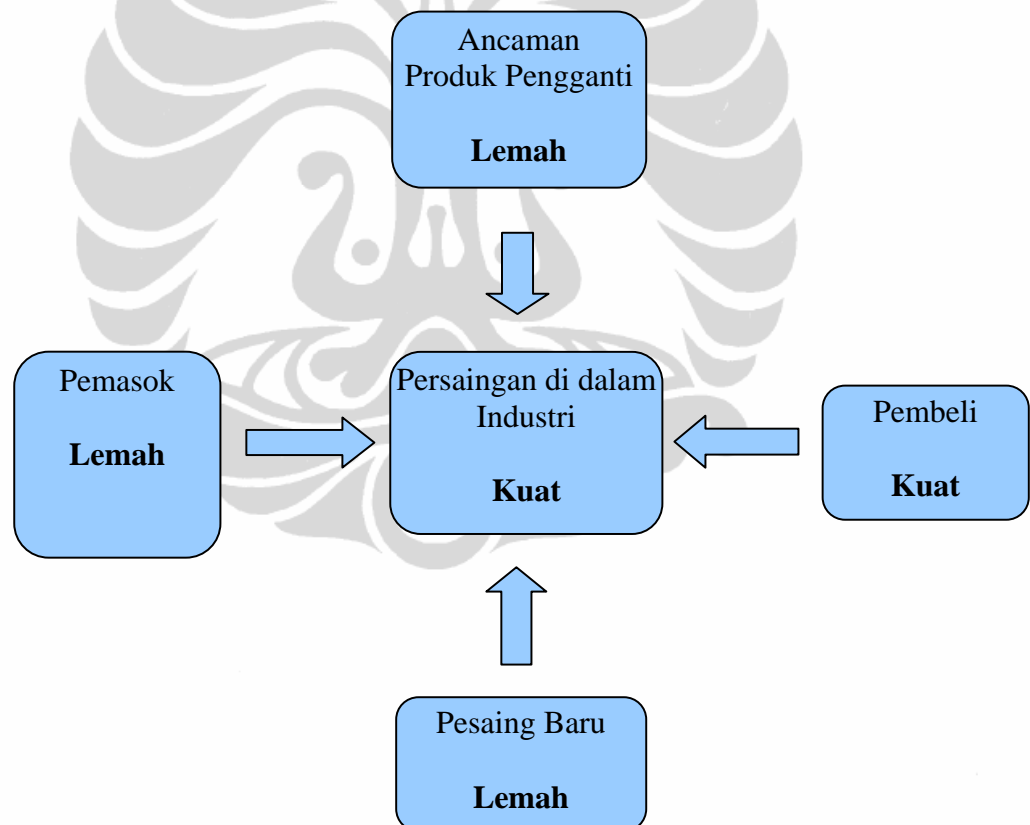 Ancaman
Produk Pengganti
Lemah
Pemasok
Lemah
Persaingan di dalam
Industri
Kuat
Pembeli
Kuat
Pesaing Baru
Lemah